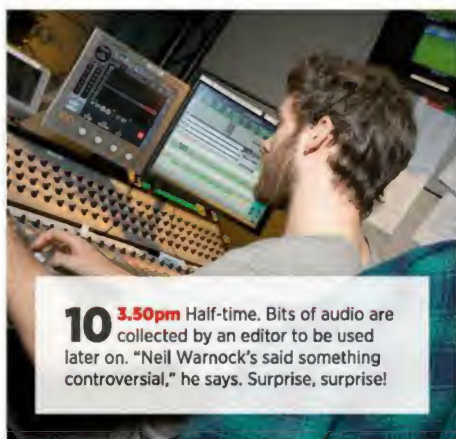 10 3.50pm Half-time. Bits of audio are
collected by an editor to be used
later on. "Neil Warnock's said something
controversial," he says. Surprise, surprise!